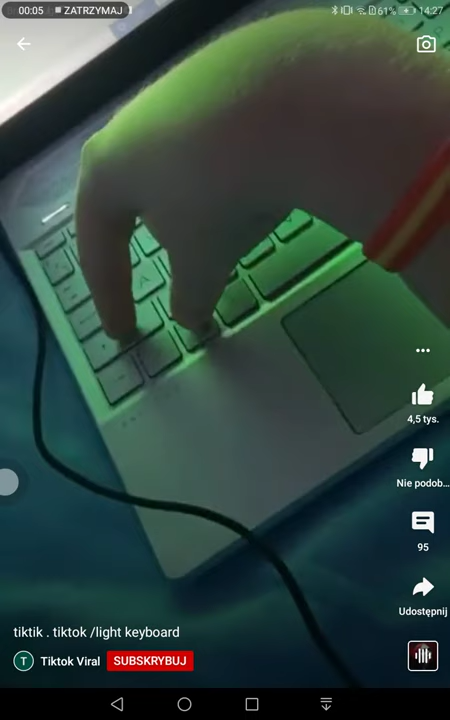 00:05 ■ ZATRZYMAJ
61% 14:27
A
4,5 tys.
Nie podob...
95
Udostępnij
tiktik . tiktok /light keyboard
T Tiktok Viral SUBSKRYBUJ